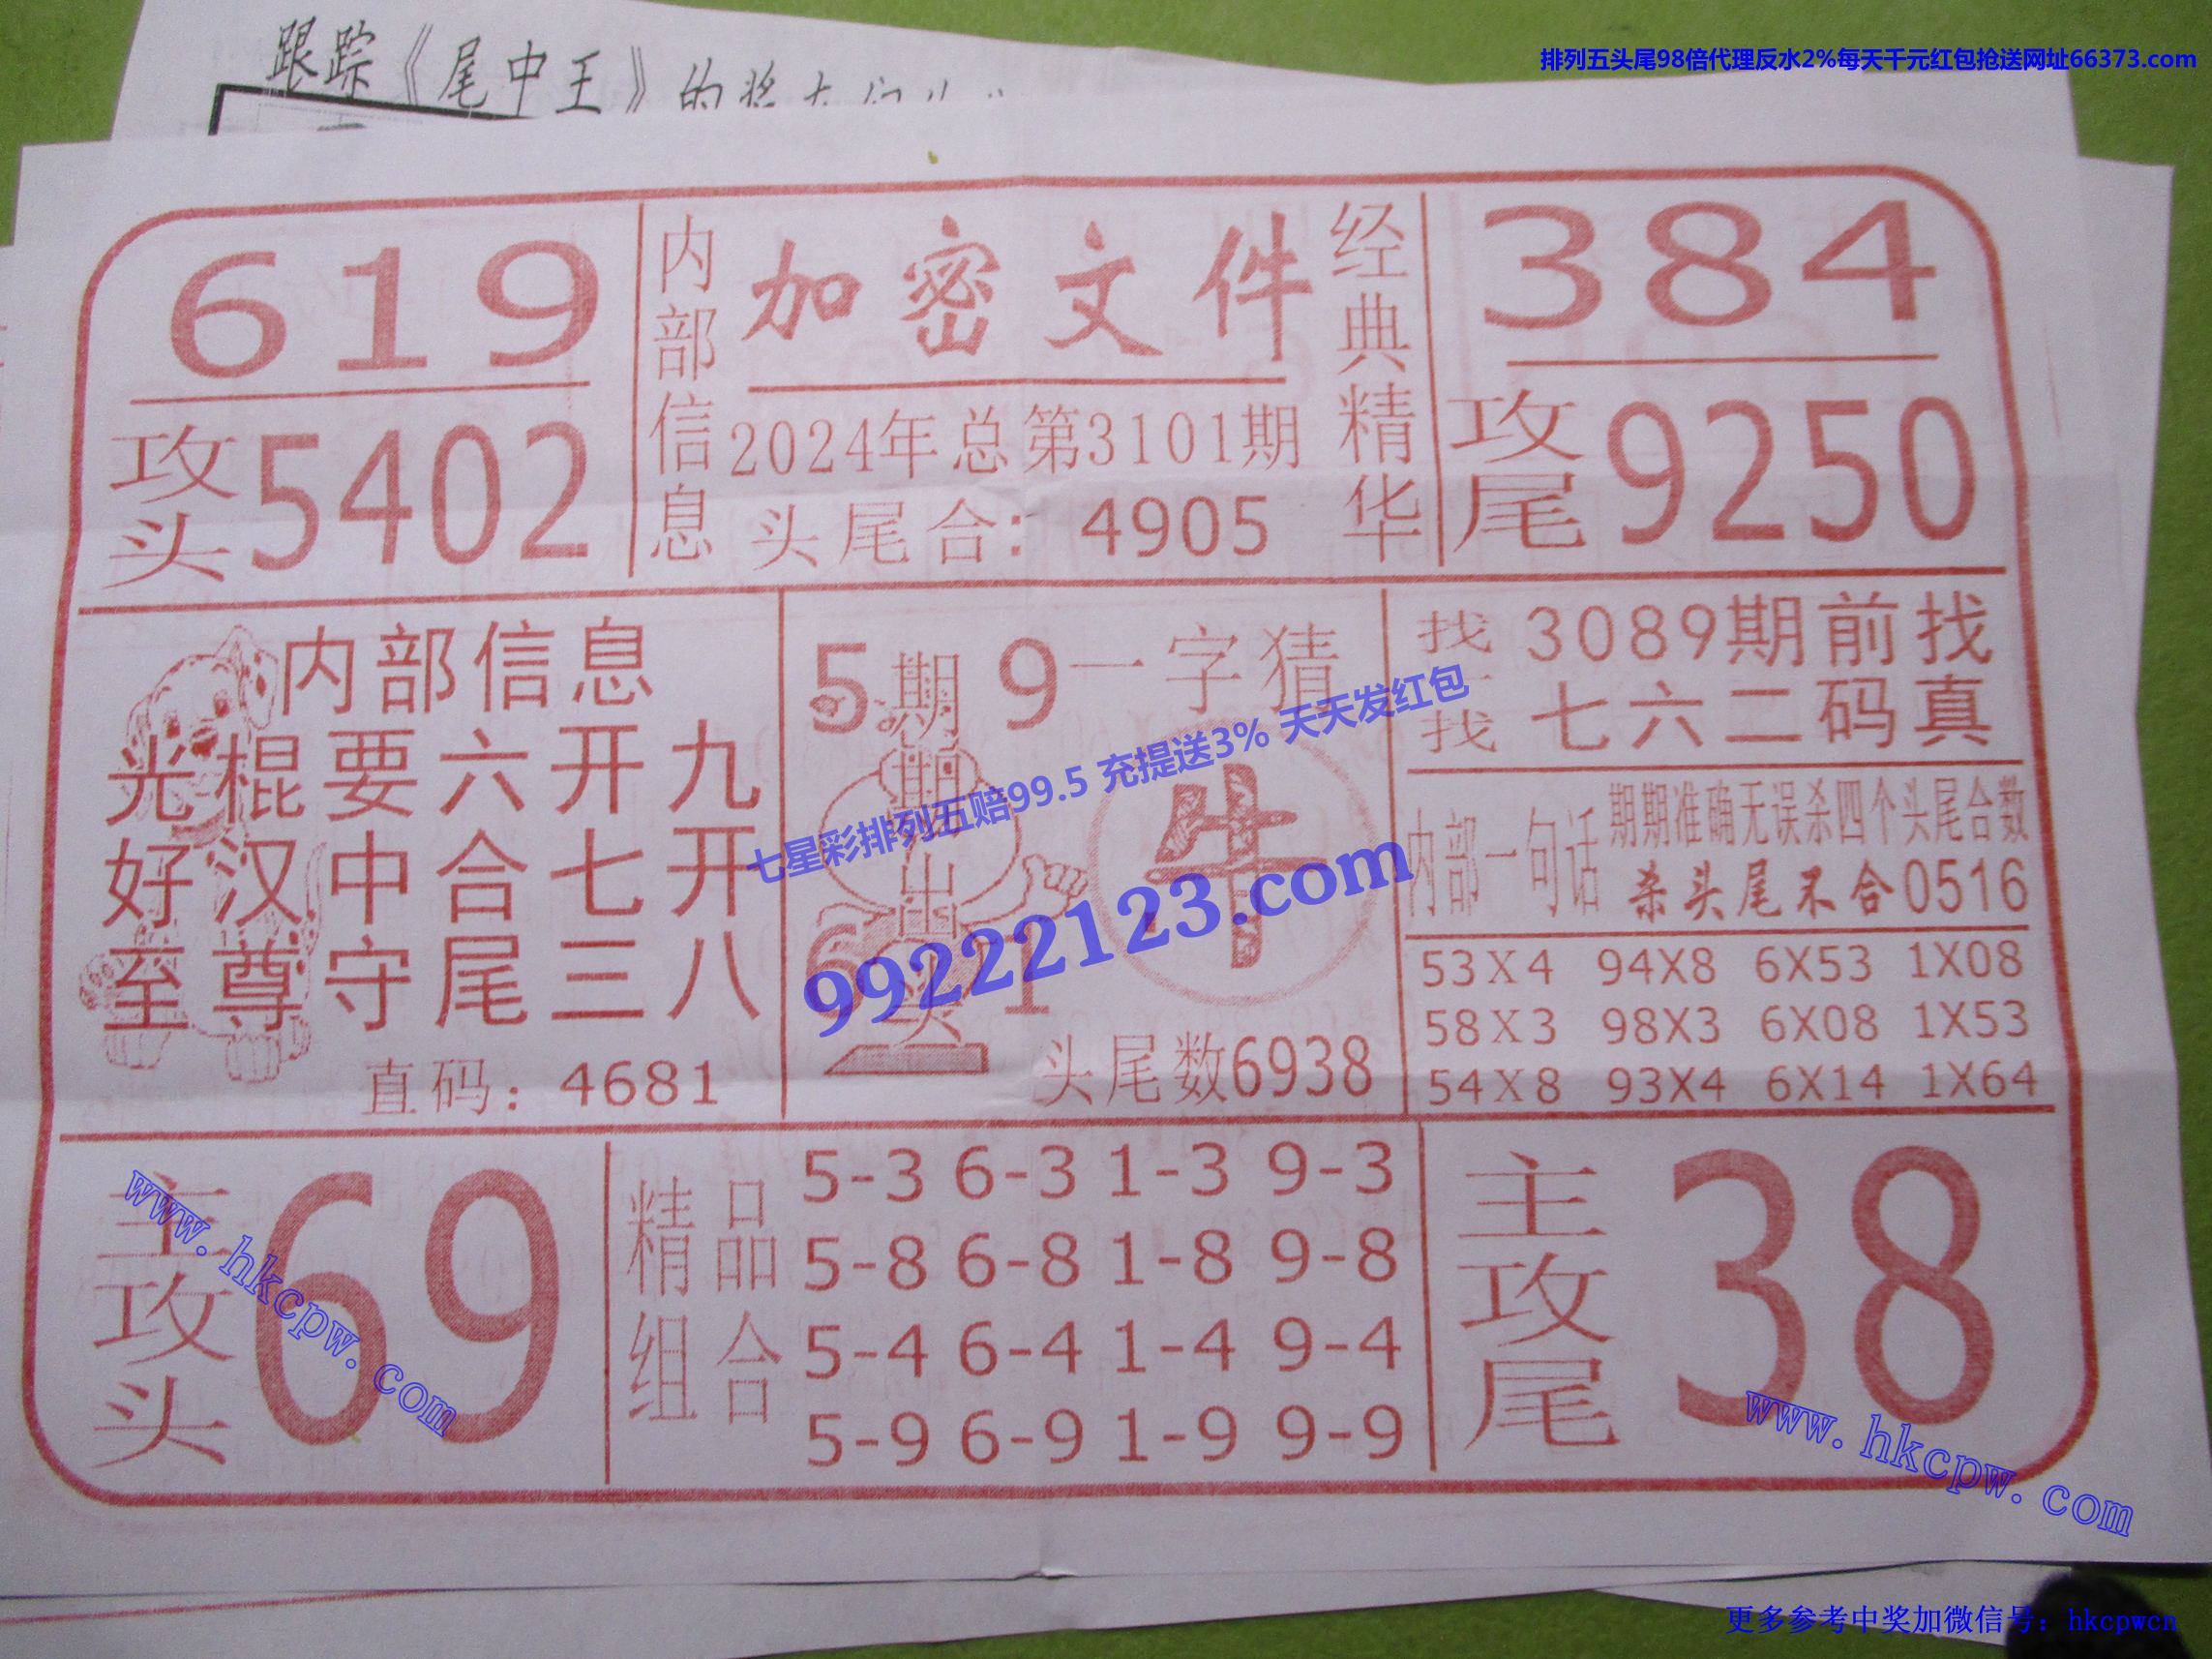 跟踪《尾中王》的
排列五头尾98倍代理反水2%每天千元红包抢送网址66373.com
619
攻头5402
内部信息
加密文件
2024年总第3101期
头尾合：4905
经典精华
384
攻尾9250
内部信息
光棍要六开九
好汉中合七开
至尊守尾三八
直码：4681
5 9
期期出头
6 1
一字猜
牛
头尾数6938
找一找
3089期前找
七六二码真
内部一句话
期期准确无误杀四个头尾合数
杀头尾不合0516
53X4 94X8 6X53 1X08
58X3 98X3 6X08 1X53
54X8 93X4 6X14 1X64
七星彩排列五赔99.5 充提送3% 天天发红包
99222123.com
主攻头
69
精品组合
5-3 6-3 1-3 9-3
5-8 6-8 1-8 9-8
5-4 6-4 1-4 9-4
5-9 6-9 1-9 9-9
主攻尾
38
www.hkcpw.com
www.hkcpw.com
更多参考中奖加微信号：hkcpwcn